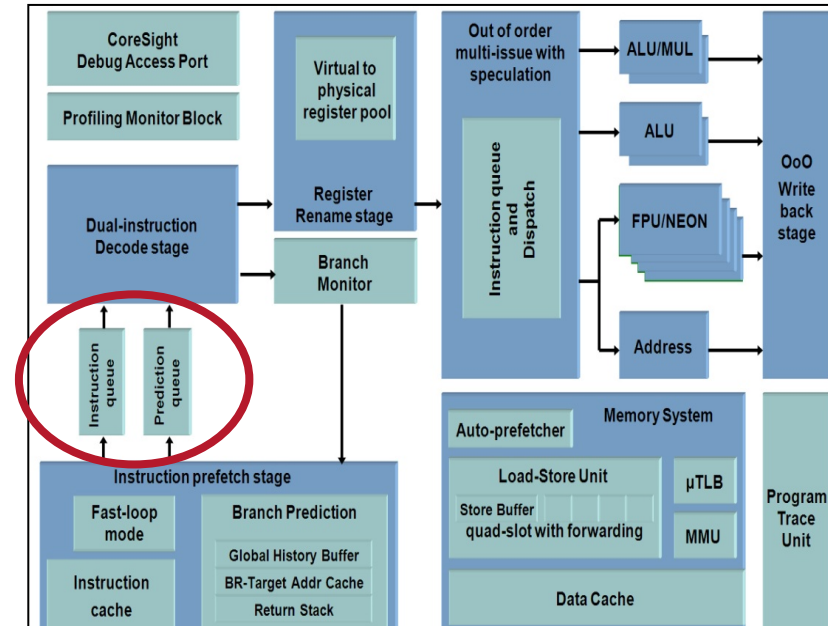 CoreSight
Debug Access Port
Profiling Monitor Block
Virtual to
physical
register pool
Register
Rename stage
Out of order
multi-issue with
speculation
Instruction queue
and
Dispatch
ALU/MUL
ALU
FPU/NEON
Address
OoO
Write
back
stage
Dual-instruction
Decode stage
Branch
Monitor
Instruction
queue
Prediction
queue
Instruction prefetch stage
Fast-loop
mode
Instruction
cache
Branch Prediction
Global History Buffer
BR-Target Addr Cache
Return Stack
Memory System
Auto-prefetcher
Load-Store Unit
Store Buffer
quad-slot with forwarding
µTLB
MMU
Data Cache
Program
Trace
Unit